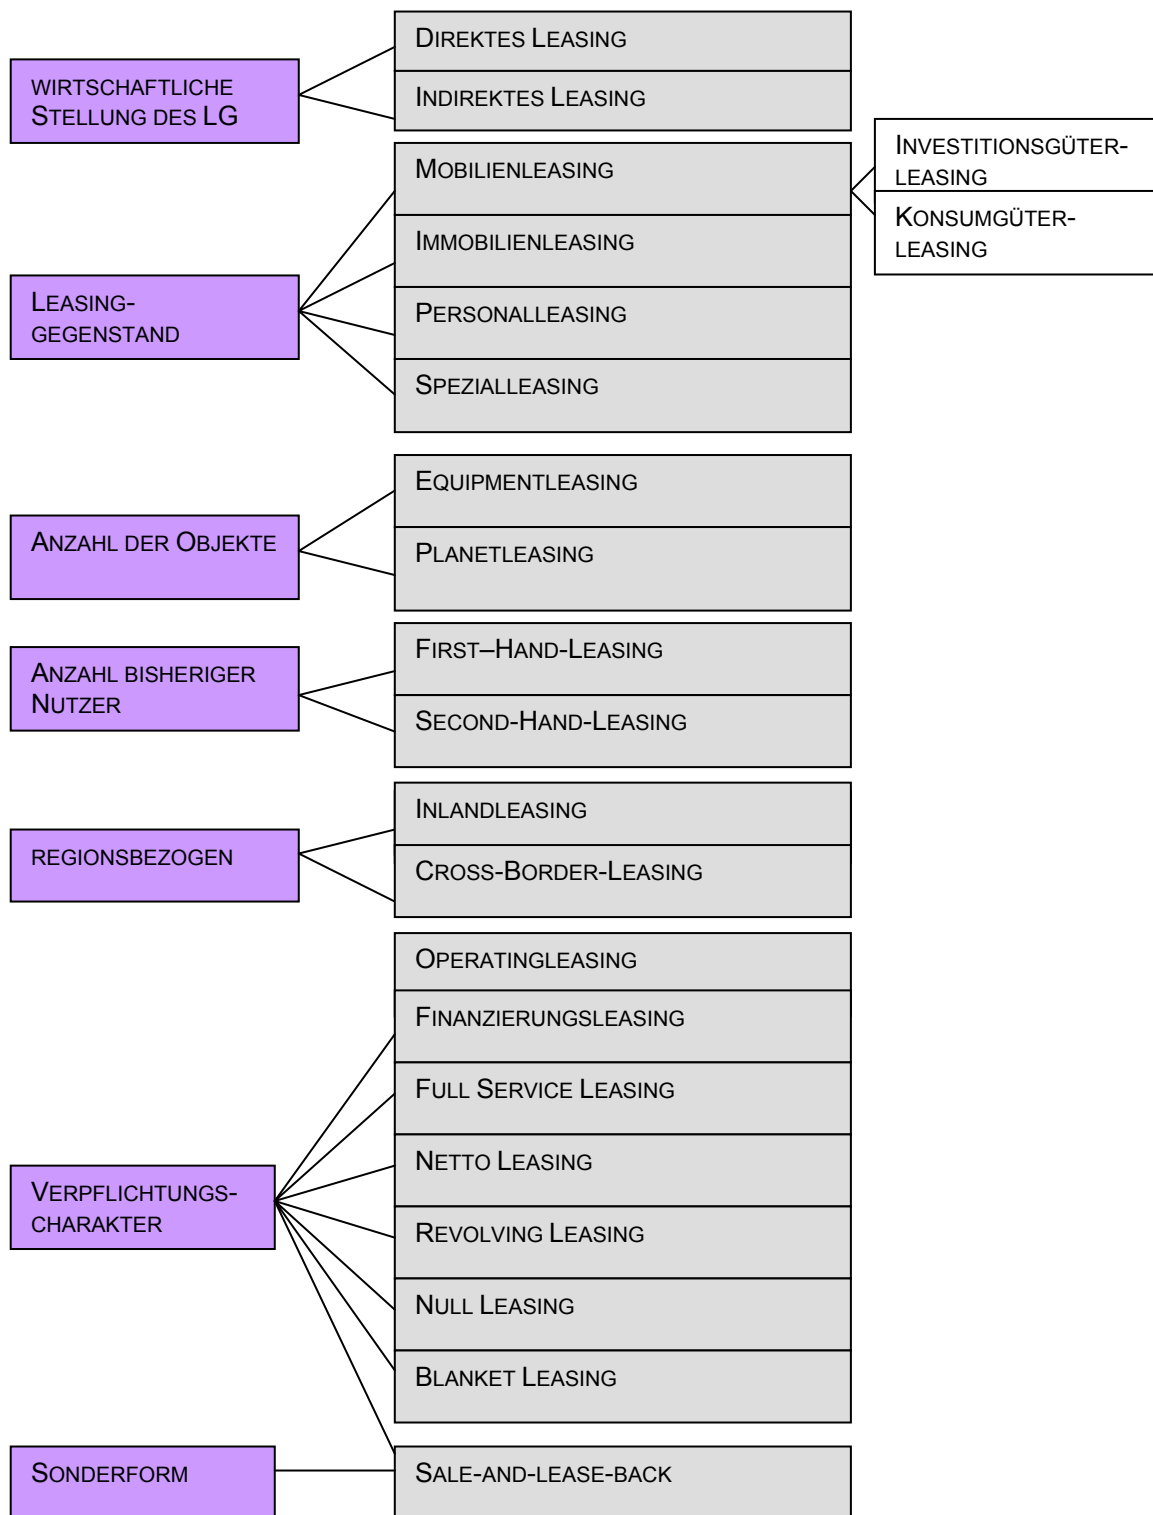 WIRTSCHAFTLICHE
STELLUNG DES LG
DIREKTES LEASING
INDIREKTES LEASING
LEASING-
GEGENSTAND
MOBILIENLEASING
INVESTITIONSGÜTER-
LEASING
KONSUMGÜTER-
LEASING
IMMOBILIENLEASING
PERSONALLEASING
SPEZIALLEASING
ANZAHL DER OBJEKTE
EQUIPMENTLEASING
PLANETLEASING
ANZAHL BISHERIGER
NUTZER
FIRST–HAND-LEASING
SECOND-HAND-LEASING
REGIONSBEZOGEN
INLANDLEASING
CROSS-BORDER-LEASING
VERPFLICHTUNGS-
CHARAKTER
OPERATINGLEASING
FINANZIERUNGSLEASING
FULL SERVICE LEASING
NETTO LEASING
REVOLVING LEASING
NULL LEASING
BLANKET LEASING
SONDERFORM
SALE-AND-LEASE-BACK